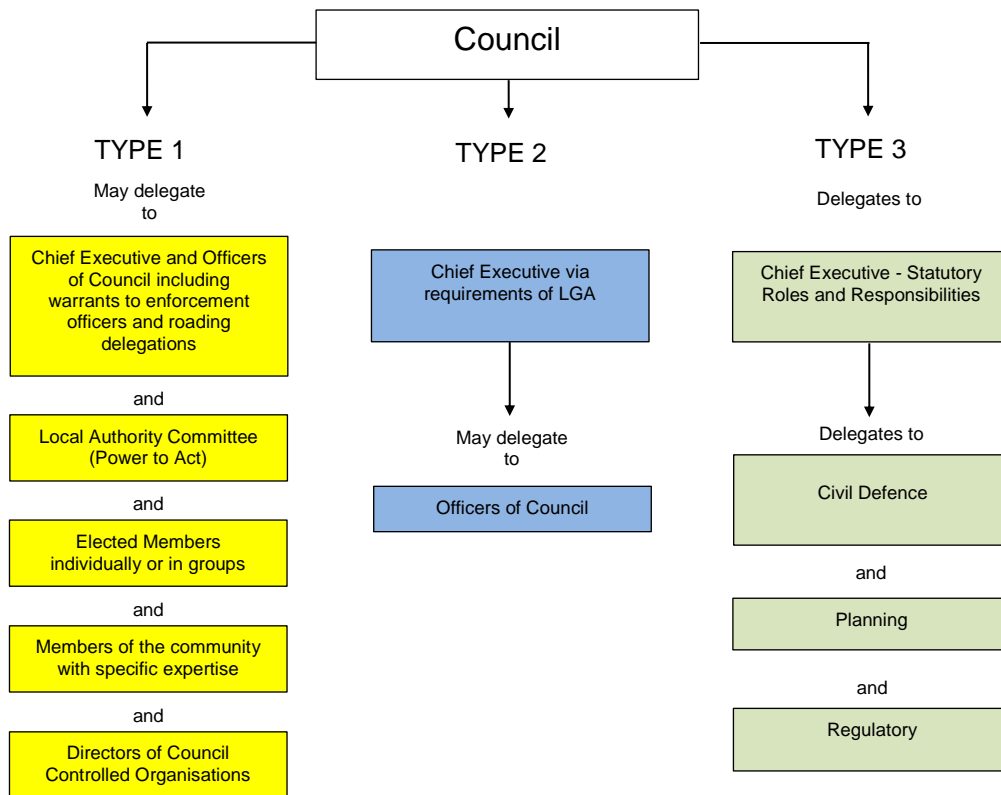 Council
TYPE 1
May delegate
to
Chief Executive and Officers
of Council including
warrants to enforcement
officers and roading
delegations
and
Local Authority Committee
(Power to Act)
and
Elected Members
individually or in groups
and
Members of the community
with specific expertise
and
Directors of Council
Controlled Organisations
TYPE 2
Chief Executive via
requirements of LGA
May delegate
to
Officers of Council
TYPE 3
Delegates to
Chief Executive - Statutory
Roles and Responsibilities
Delegates to
Civil Defence
and
Planning
and
Regulatory